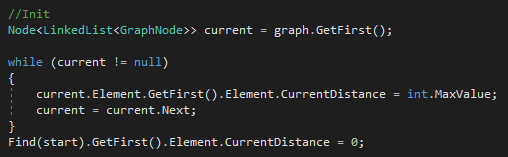 //Init
Node<LinkedList<GraphNode>> current = graph.GetFirst();
while (current != null)
{
current.Element.GetFirst().Element.CurrentDistance = int.MaxValue;
current = current.Next;
}
Find(start).GetFirst().Element.CurrentDistance = 0;